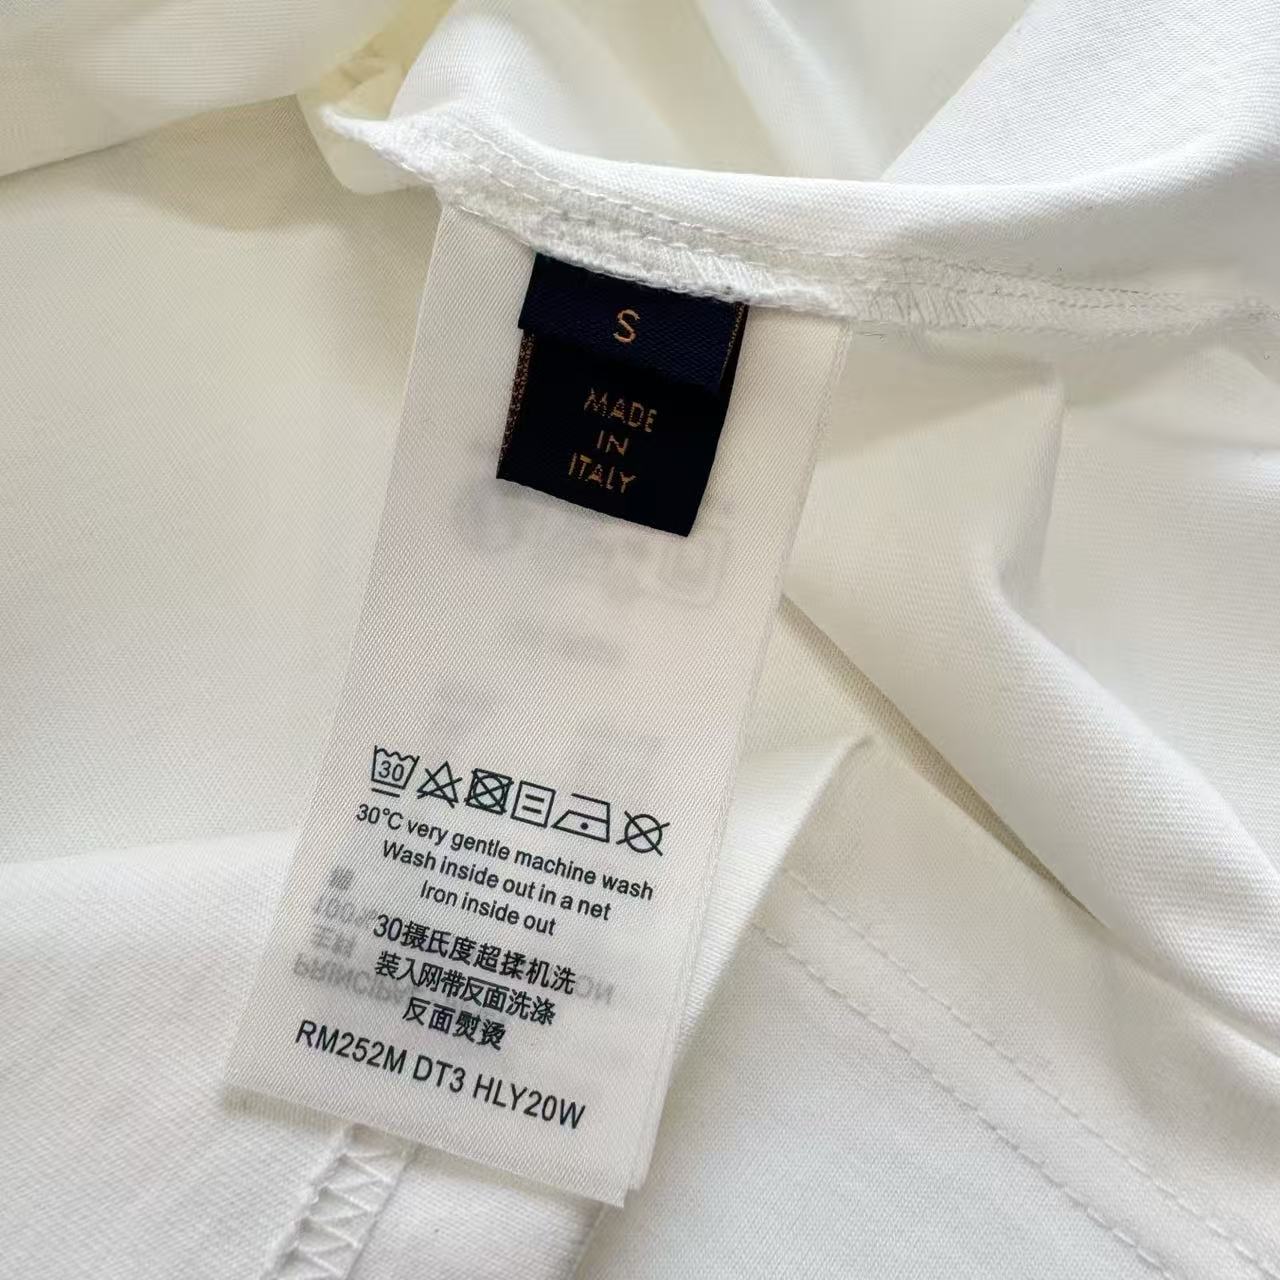 S
MADE
IN
ITALY
30
30°C very gentle machine wash
Wash inside out in a net
Iron inside out
30摄氏度超揉机洗
装入网带反面洗涤
反面熨烫
RM252M DT3 HLY20W